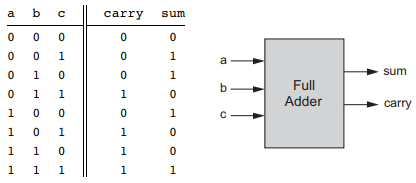 a b c carry sum
0 0 0 0 0
0 0 1 0 1
0 1 0 0 1
0 1 1 1 0
1 0 0 0 1
1 0 1 1 0
1 1 0 1 0
1 1 1 1 1
a
b
c
Full
Adder
sum
carry